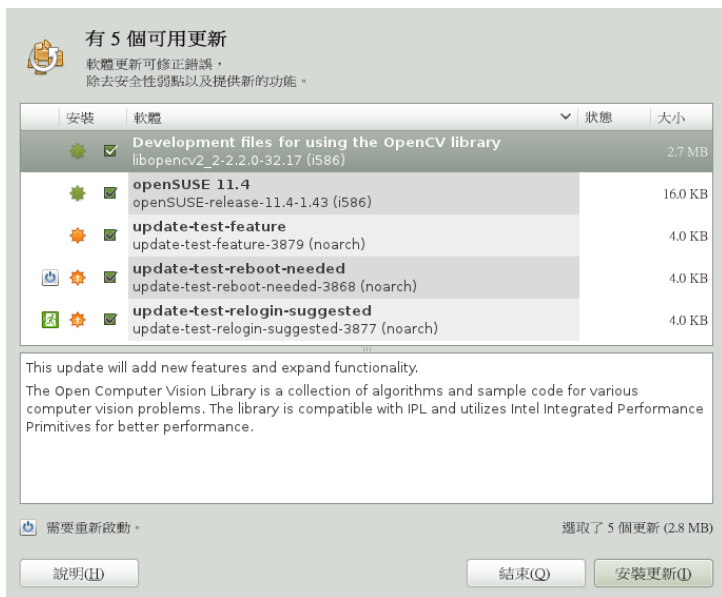 有 5 個可用更新
軟體更新可修正錯誤，
除去安全性弱點以及提供新的功能。
安裝 軟體 狀態 大小
Development files for using the OpenCV library
libopencv2_2-2.2.0-32.17 (i586) 2.7 MB
openSUSE 11.4
openSUSE-release-11.4-1.43 (i586) 16.0 KB
update-test-feature
update-test-feature-3879 (noarch) 4.0 KB
update-test-reboot-needed
update-test-reboot-needed-3868 (noarch) 4.0 KB
update-test-relogin-suggested
update-test-relogin-suggested-3877 (noarch) 4.0 KB
This update will add new features and expand functionality.
The Open Computer Vision Library is a collection of algorithms and sample code for various
computer vision problems. The library is compatible with IPL and utilizes Intel Integrated Performance
Primitives for better performance.
需要重新啟動。 選取了 5 個更新 (2.8 MB)
說明(H) 結束(Q) 安裝更新(I)